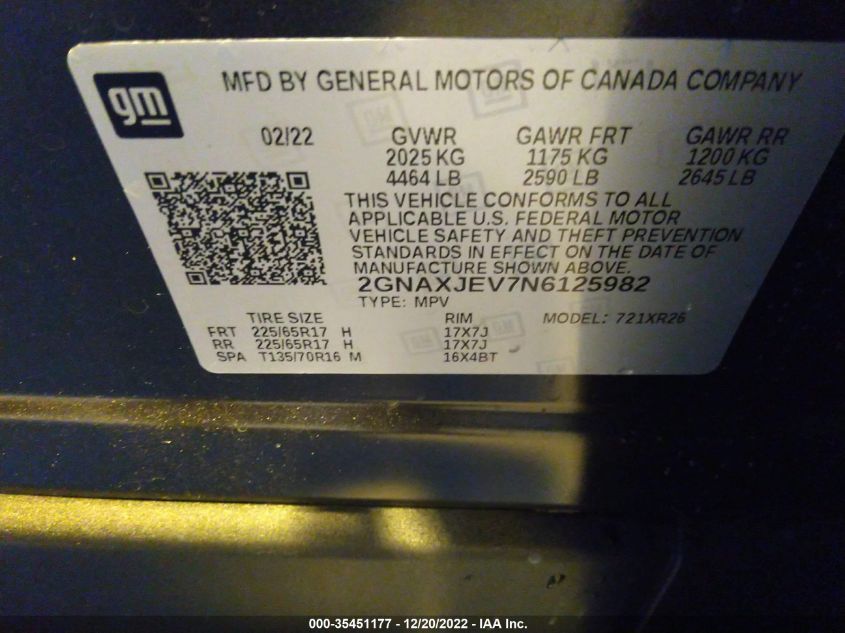 gm
MFD BY GENERAL MOTORS OF CANADA COMPANY
02/22 GVWR GAWR FRT GAWR RR
2025 KG 1175 KG 1200 KG
4464 LB 2590 LB 2645 LB
THIS VEHICLE CONFORMS TO ALL
APPLICABLE U.S. FEDERAL MOTOR
VEHICLE SAFETY AND THEFT PREVENTION
STANDARDS IN EFFECT ON THE DATE OF
MANUFACTURE SHOWN ABOVE.
2GNAXJEV7N6125982
TYPE: MPV
TIRE SIZE RIM MODEL: 721XR26
FRT 225/65R17 H 17X7J
RR 225/65R17 H 17X7J
SPA T135/70R16 M 16X4BT
000-35451177 - 12/20/2022 - IAA Inc.